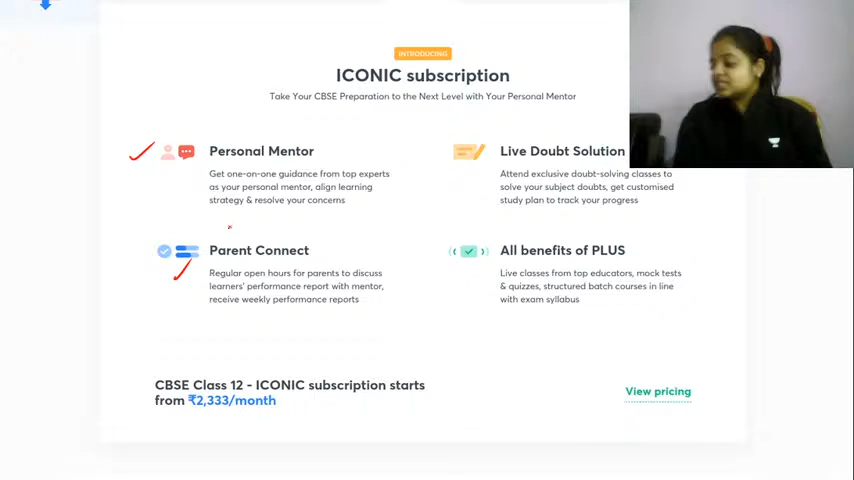 INTRODUCING
ICONIC subscription
Take Your CBSE Preparation to the Next Level with Your Personal Mentor
Personal Mentor
Get one-on-one guidance from top experts
as your personal mentor, align learning
strategy & resolve your concerns
Live Doubt Solution
Attend exclusive doubt-solving classes to
solve your subject doubts, get customised
study plan to track your progress
Parent Connect
Regular open hours for parents to discuss
learners' performance report with mentor,
receive weekly performance reports
All benefits of PLUS
Live classes from top educators, mock tests
& quizzes, structured batch courses in line
with exam syllabus
CBSE Class 12 - ICONIC subscription starts
from ₹2,333/month
View pricing